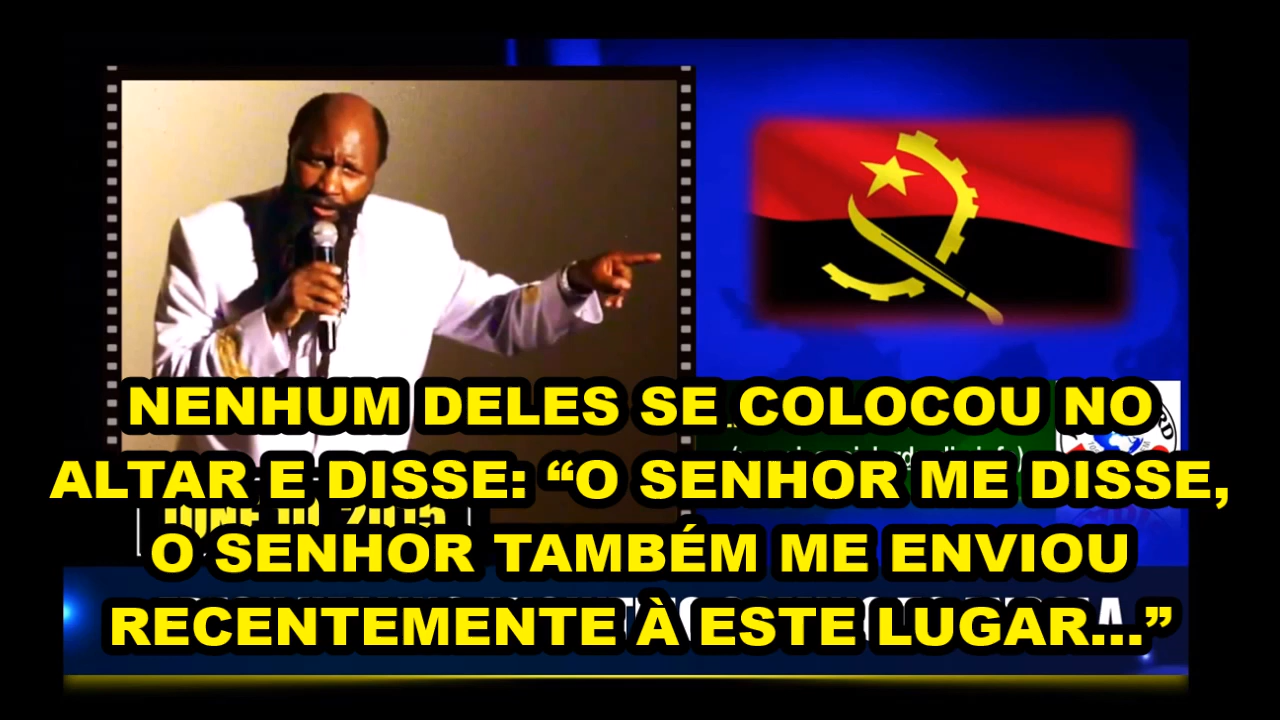 NENHUM DELES SE COLOCOU NO
ALTAR E DISSE: “O SENHOR ME DISSE,
O SENHOR TAMBÉM ME ENVIOU
RECENTEMENTE À ESTE LUGAR...”